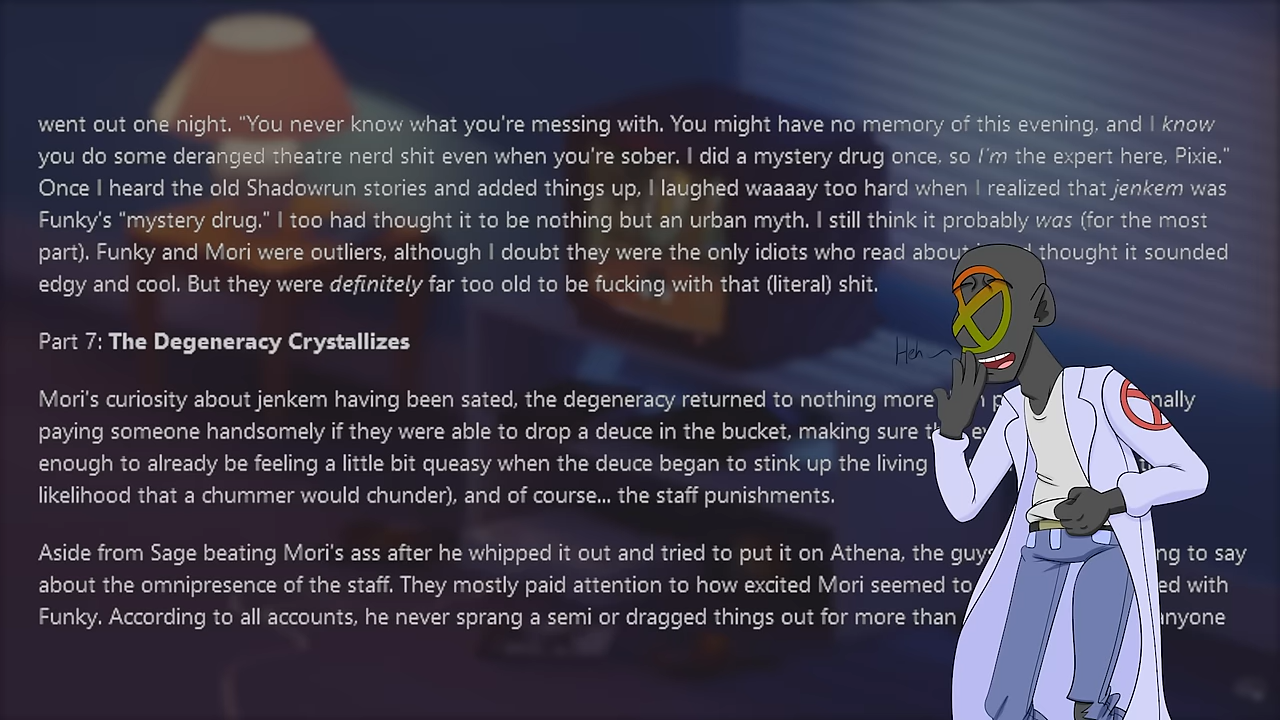 went out one night. "You never know what you're messing with. You might have no memory of this evening, and I know
you do some deranged theatre nerd shit even when you're sober. I did a mystery drug once, so I'm the expert here, Pixie."
Once I heard the old Shadowrun stories and added things up, I laughed waaaay too hard when I realized that jenkem was
Funky's "mystery drug." I too had thought it to be nothing but an urban myth. I still think it probably was (for the most
part). Funky and Mori were outliers, although I doubt they were the only idiots who read about thought it sounded
edgy and cool. But they were definitely far too old to be fucking with that (literal) shit.
Part 7: The Degeneracy Crystallizes
Heh~
Mori's curiosity about jenkem having been sated, the degeneracy returned to nothing more
paying someone handsomely if they were able to drop a deuce in the bucket, making sure
enough to already be feeling a little bit queasy when the deuce began to stink up the living
likelihood that a chummer would chunder), and of course... the staff punishments.
Aside from Sage beating Mori's ass after he whipped it out and tried to put it on Athena, the guys to say
about the omnipresence of the staff. They mostly paid attention to how excited Mori seemed to with
Funky. According to all accounts, he never sprang a semi or dragged things out for more than anyone